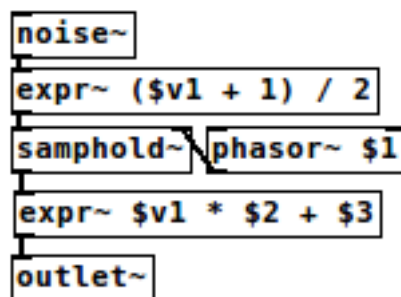 noise~
expr~ ($v1 + 1) / 2
samphold~ phasor~ $1
expr~ $v1 * $2 + $3
outlet~